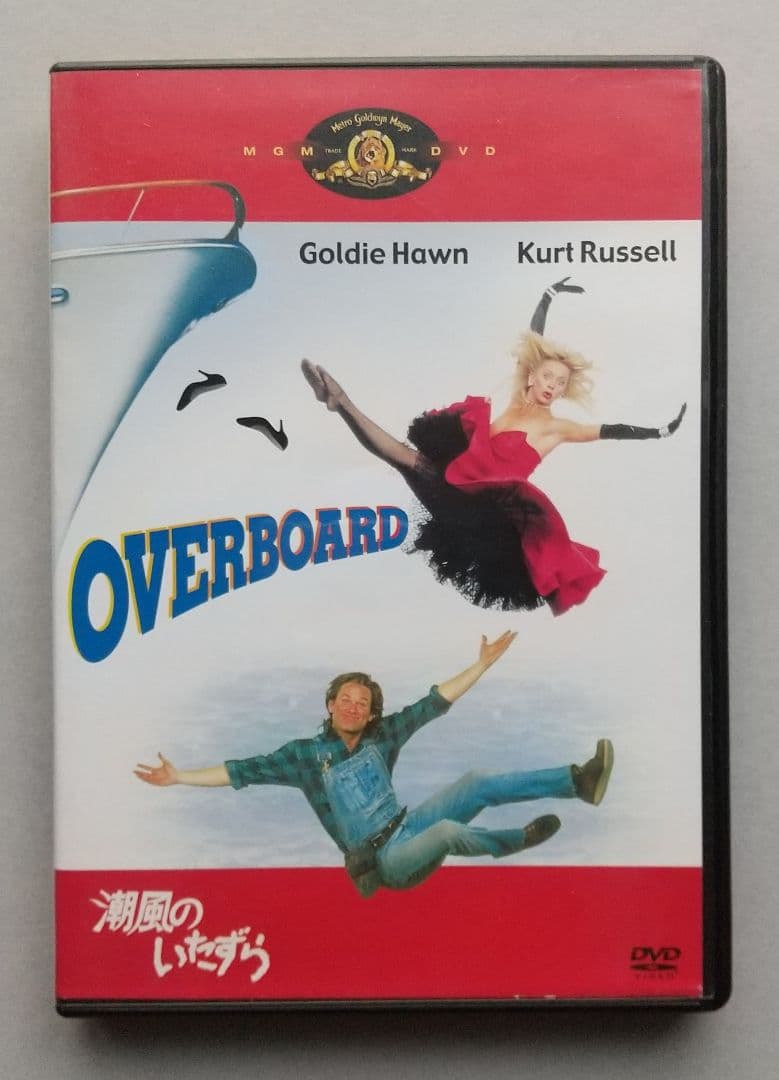 Metro Goldwyn Mayer
MGM TRADE MARK DVD
Goldie Hawn Kurt Russell
OVERBOARD
潮風の
いたずら
DVD
VIDEO